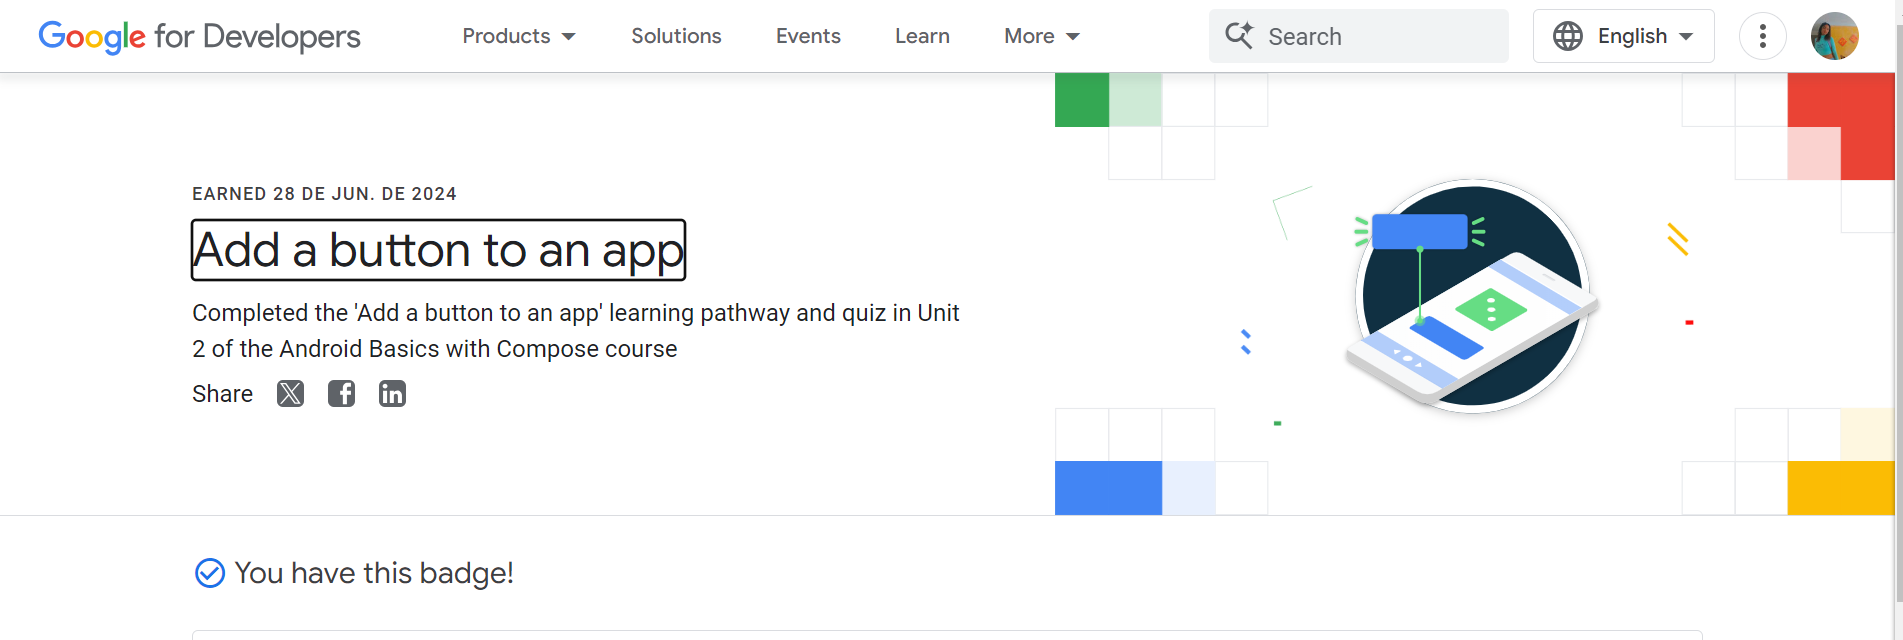 Google for Developers Products Solutions Events Learn More Search English
EARNED 28 DE JUN. DE 2024
Add a button to an app
Completed the 'Add a button to an app' learning pathway and quiz in Unit
2 of the Android Basics with Compose course
Share
You have this badge!